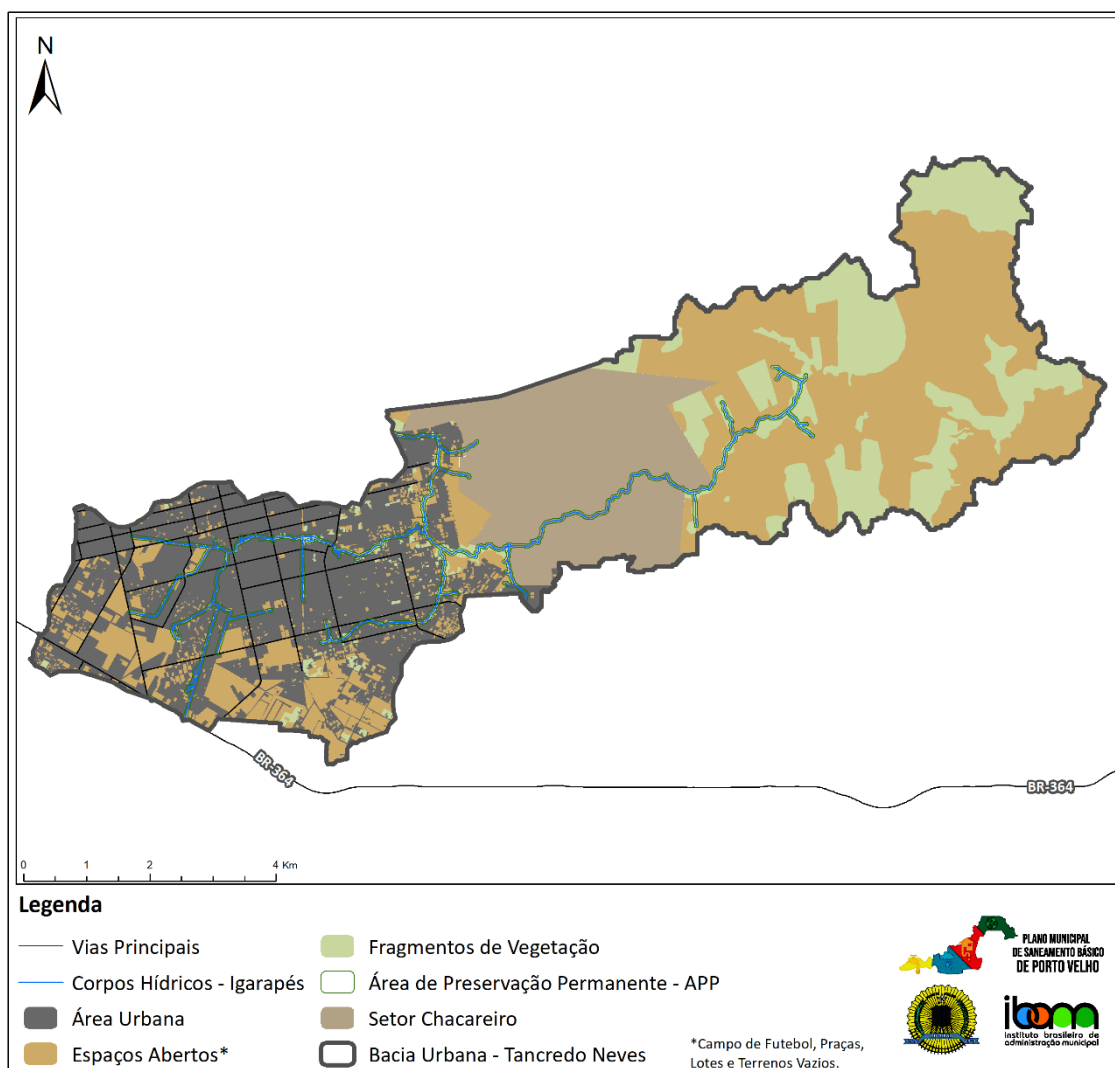 N
BR-364
BR-364
0 1 2 4 Km
Legenda
Vias Principais
Corpos Hídricos - Igarapés
Área Urbana
Espaços Abertos*
Fragmentos de Vegetação
Área de Preservação Permanente - APP
Setor Chacareiro
Bacia Urbana - Tancredo Neves
*Campo de Futebol, Praças,
Lotes e Terrenos Vazios.
PLANO MUNICIPAL
DE SANEAMENTO BÁSICO
DE PORTO VELHO
ibam
instituto brasileiro de
administração municipal